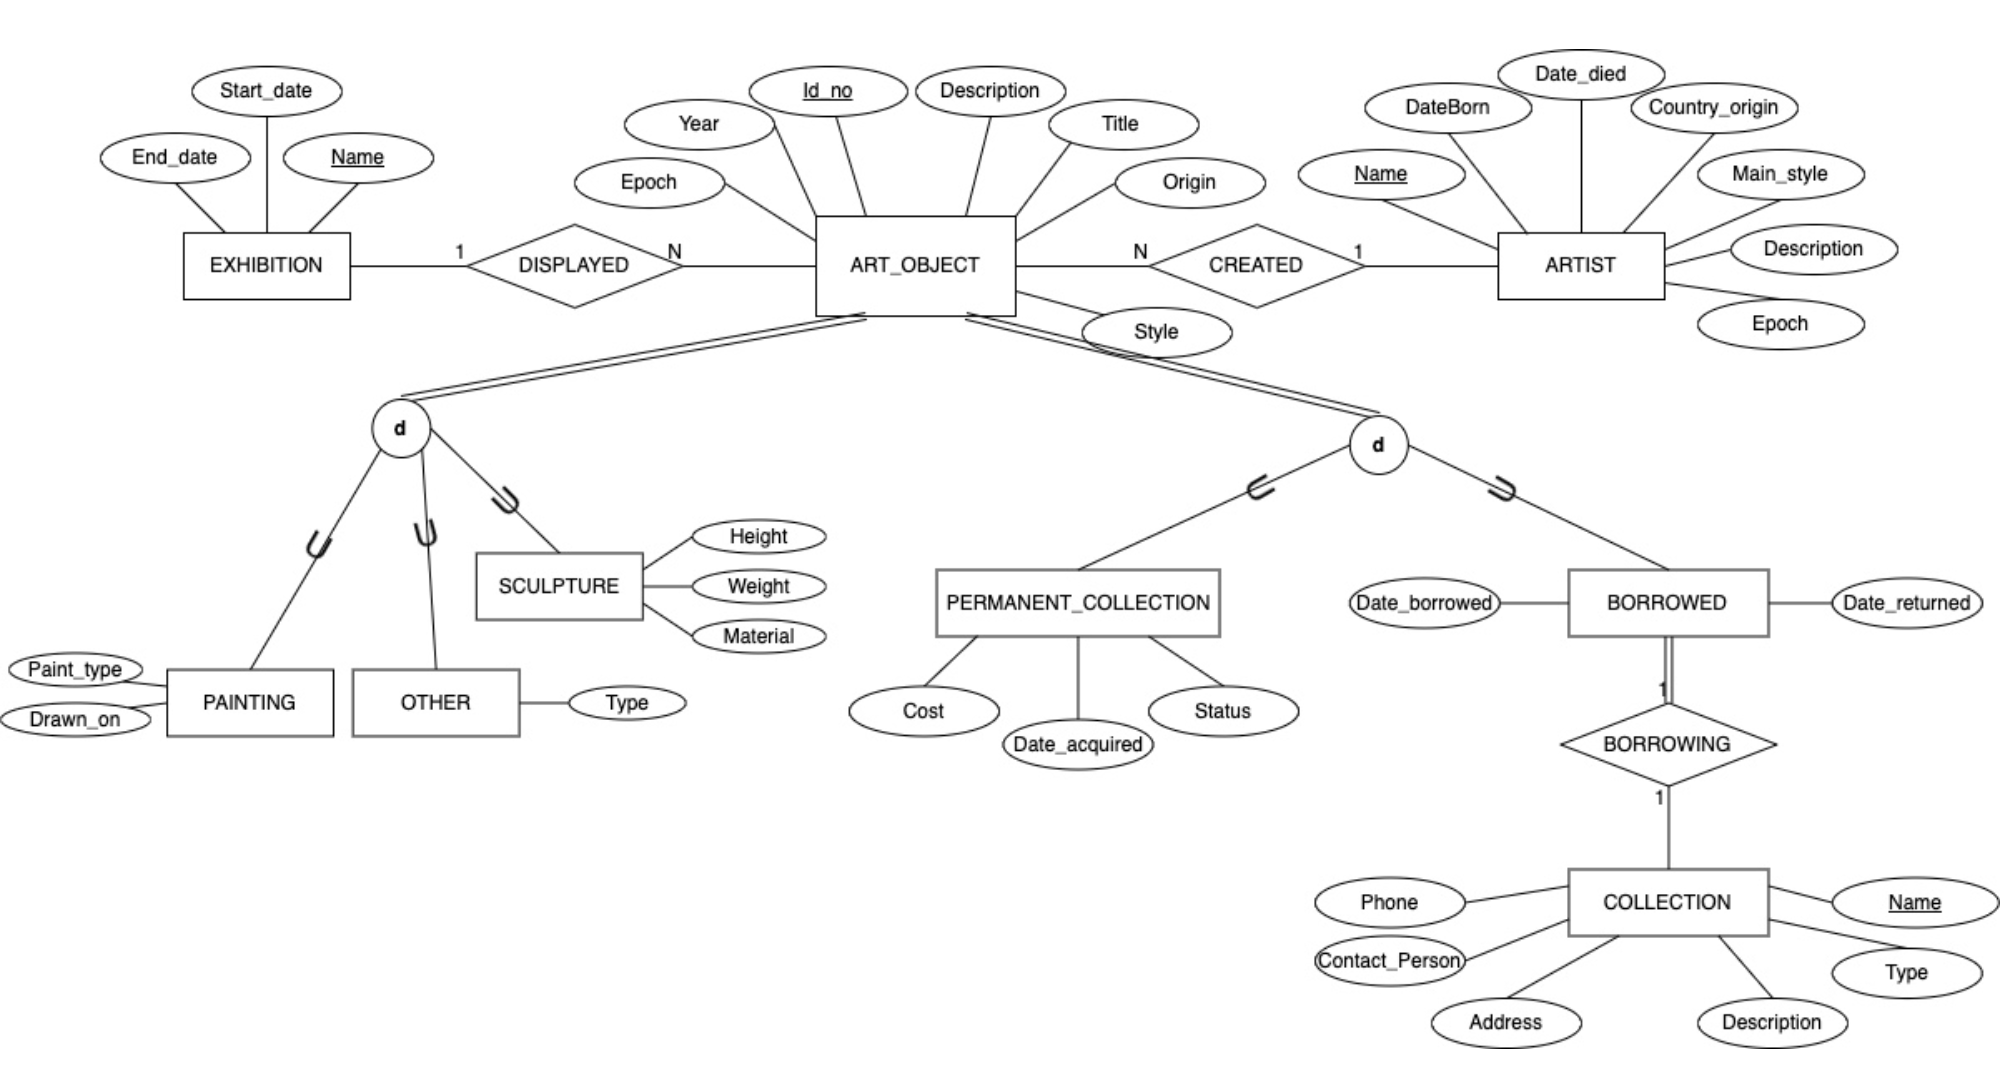 Date_died
Start_date
Id_no
Description
DateBorn
Country_origin
Year
Title
End_date
Name
Name
Main_style
Epoch
Origin
Description
EXHIBITION
1
DISPLAYED
N
ART_OBJECT
N
CREATED
1
ARTIST
Style
Epoch
d
d
Height
SCULPTURE
Weight
Material
PERMANENT_COLLECTION
Date_borrowed
BORROWED
Date_returned
Paint_type
PAINTING
OTHER
Type
Drawn_on
Cost
Date_acquired
Status
1
BORROWING
1
Phone
COLLECTION
Name
Contact_Person
Type
Address
Description